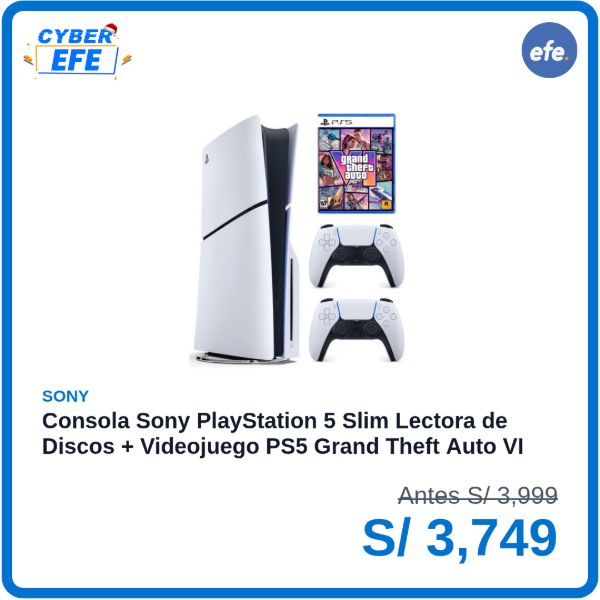 CYBER
EFE
efe.
PS5
grand
theft
auto
VI
SONY
Consola Sony PlayStation 5 Slim Lectora de
Discos + Videojuego PS5 Grand Theft Auto VI
Antes S/ 3,999
S/ 3,749